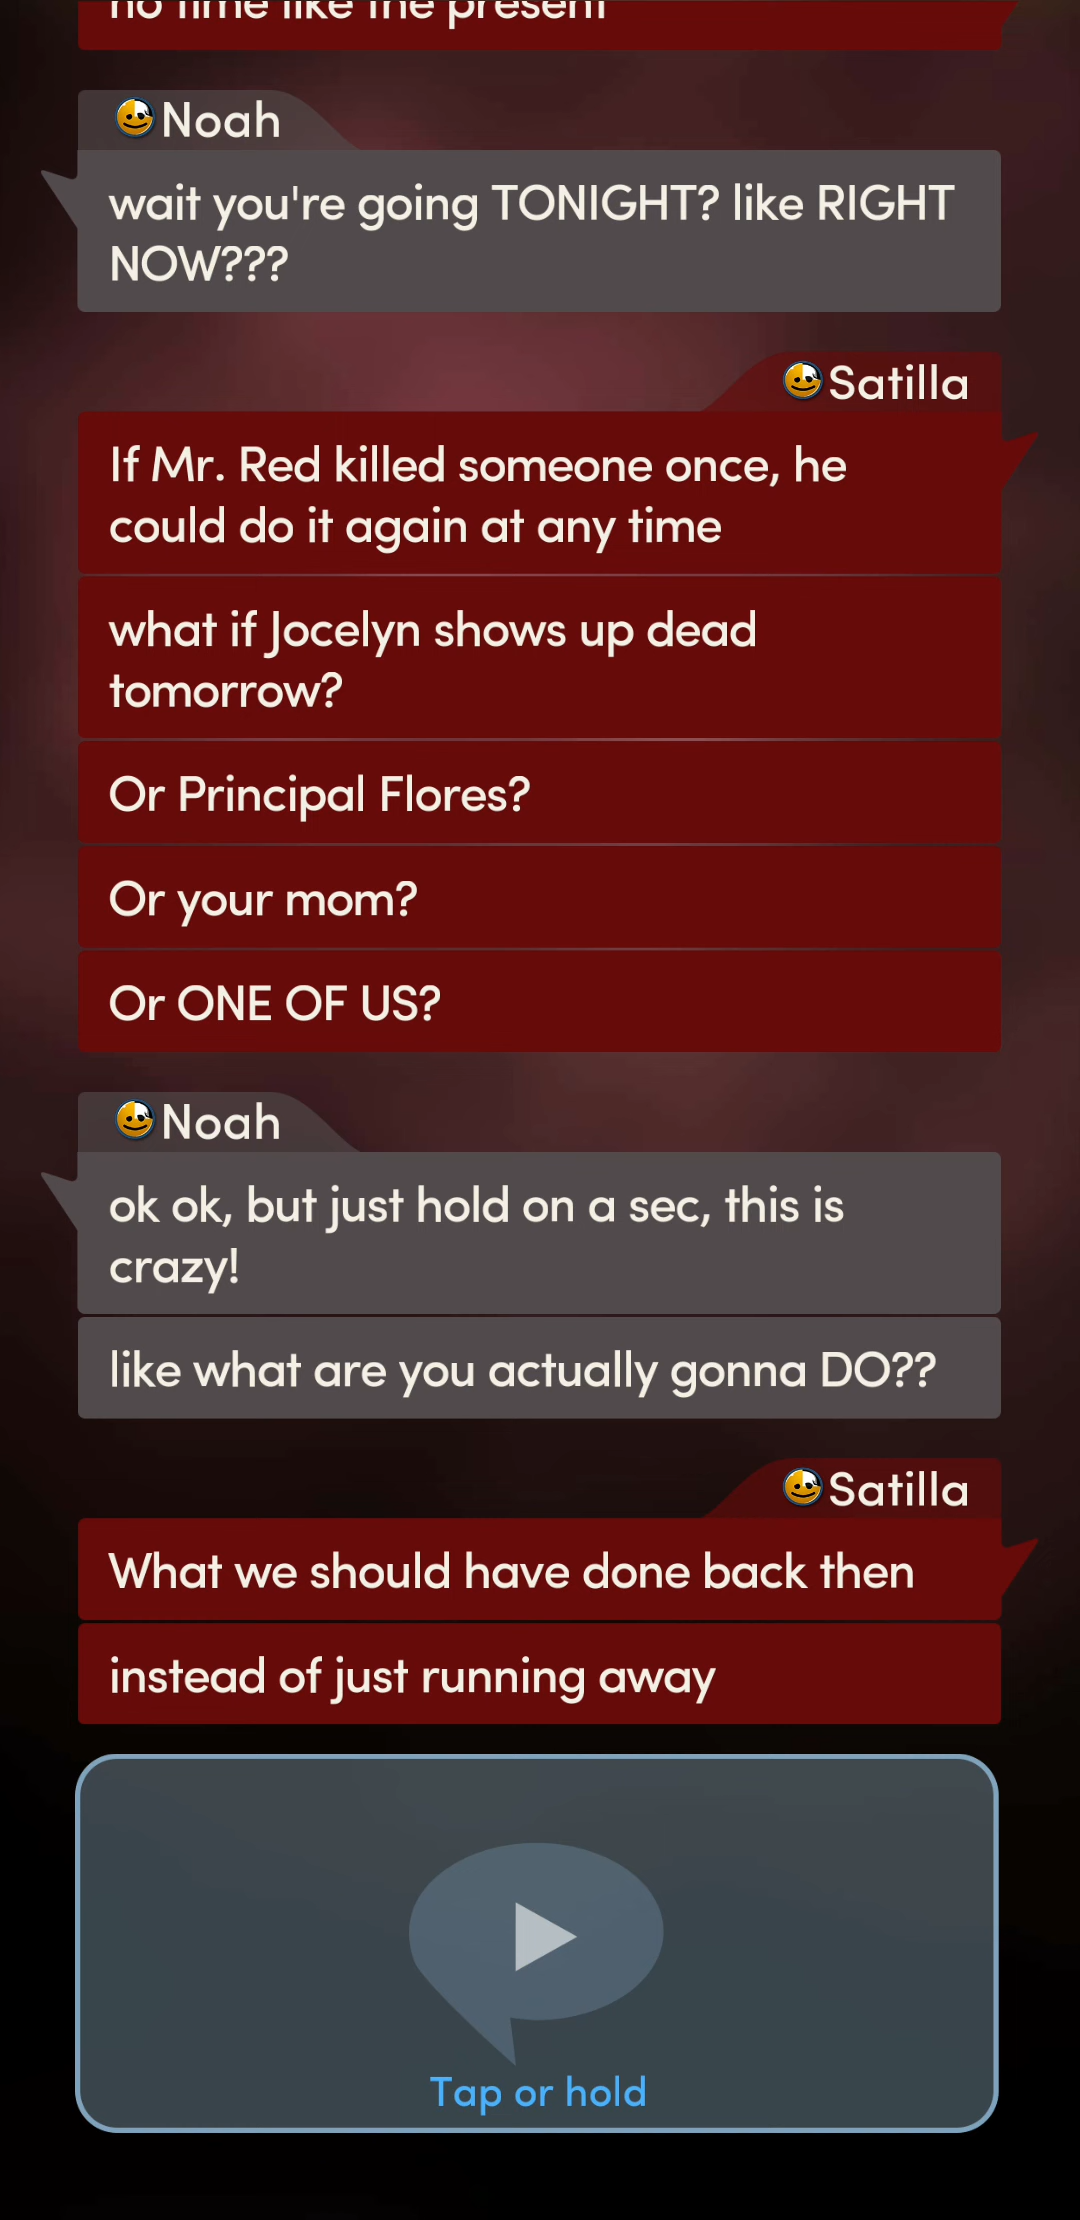 no time like the present
Noah
wait you're going TONIGHT? like RIGHT
NOW???
Satilla
If Mr. Red killed someone once, he
could do it again at any time
what if Jocelyn shows up dead
tomorrow?
Or Principal Flores?
Or your mom?
Or ONE OF US?
Noah
ok ok, but just hold on a sec, this is
crazy!
like what are you actually gonna DO??
Satilla
What we should have done back then
instead of just running away
Tap or hold